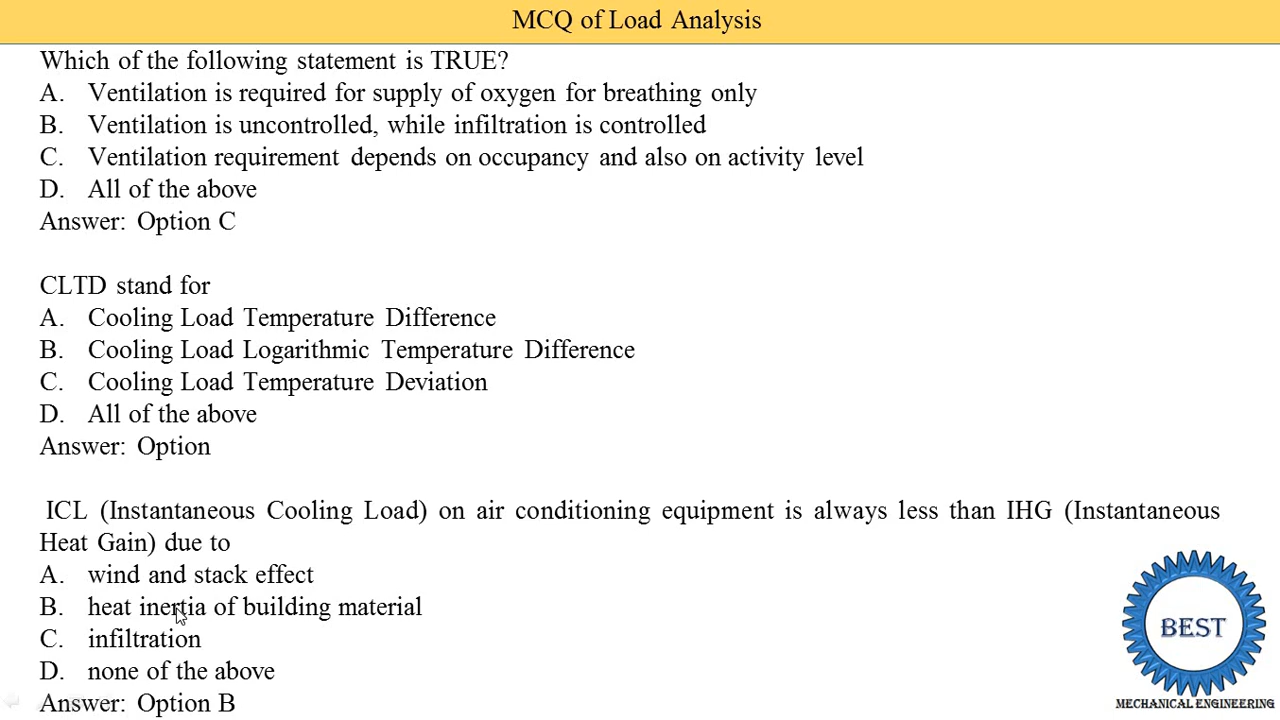 MCQ of Load Analysis
Which of the following statement is TRUE?
A. Ventilation is required for supply of oxygen for breathing only
B. Ventilation is uncontrolled, while infiltration is controlled
C. Ventilation requirement depends on occupancy and also on activity level
D. All of the above
Answer: Option C
CLTD stand for
A. Cooling Load Temperature Difference
B. Cooling Load Logarithmic Temperature Difference
C. Cooling Load Temperature Deviation
D. All of the above
Answer: Option
ICL (Instantaneous Cooling Load) on air conditioning equipment is always less than IHG (Instantaneous
Heat Gain) due to
A. wind and stack effect
B. heat inertia of building material
C. infiltration
D. none of the above
Answer: Option B
BEST
MECHANICAL ENGINEERING